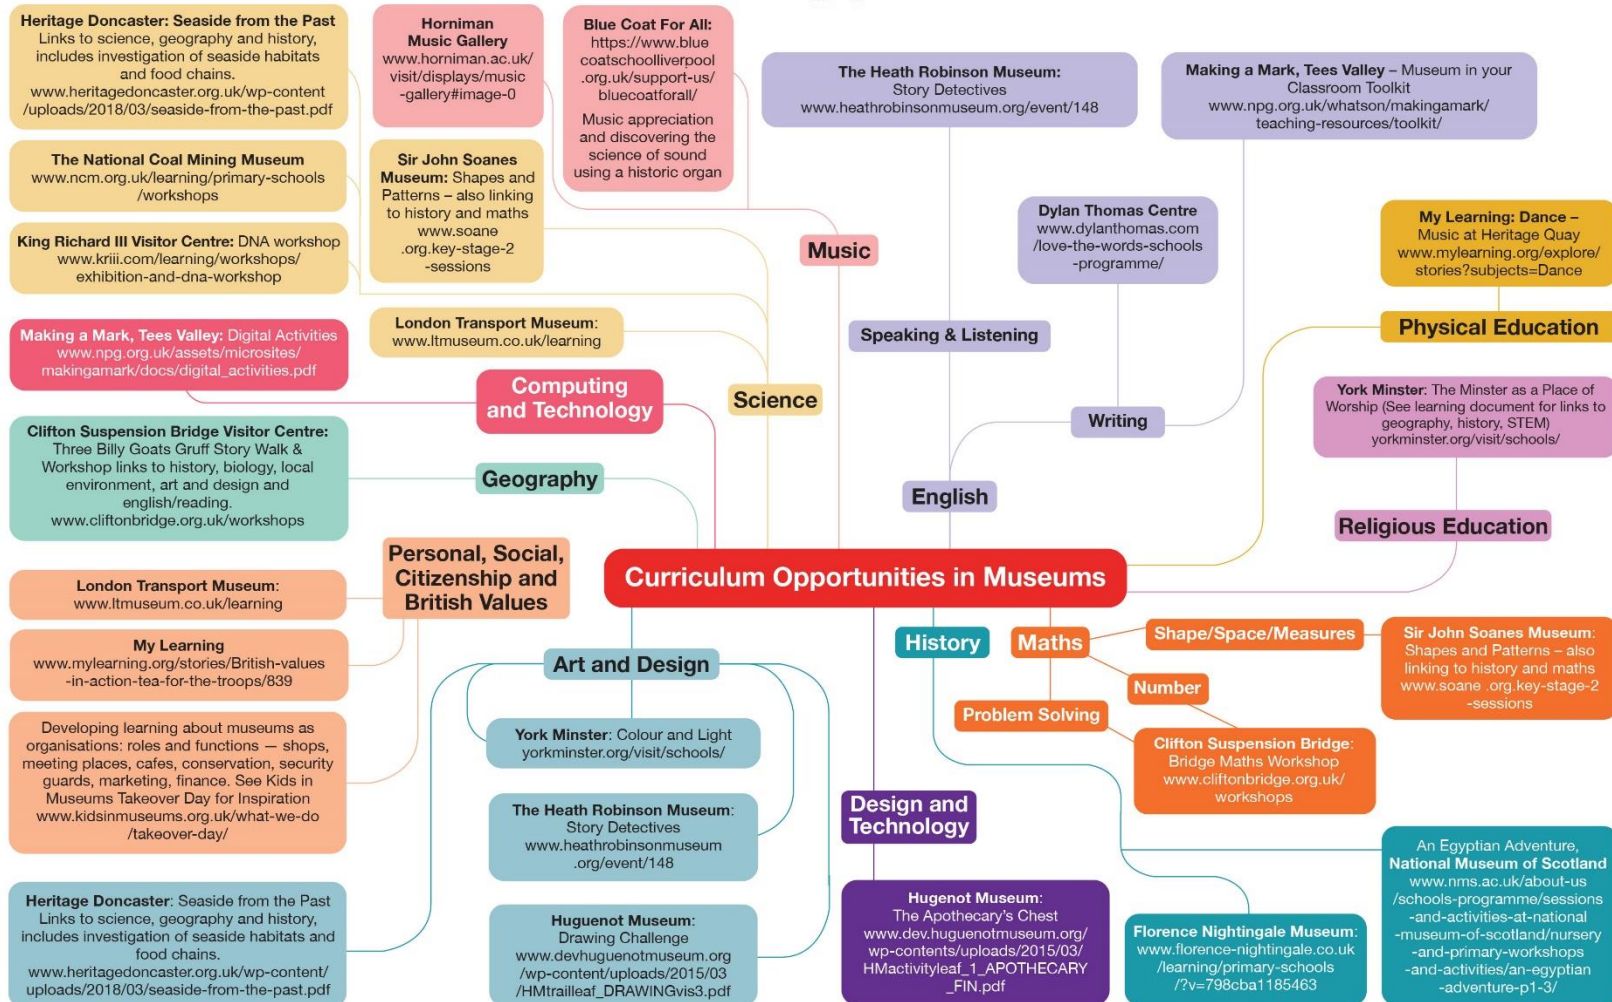 Heritage Doncaster: Seaside from the Past
Links to science, geography and history,
includes investigation of seaside habitats
and food chains.
www.heritagedoncaster.org.uk/wp-content
/uploads/2018/03/seaside-from-the-past.pdf
The National Coal Mining Museum
www.ncm.org.uk/learning/primary-schools
/workshops
King Richard III Visitor Centre: DNA workshop
www.kriii.com/learning/workshops/
exhibition-and-dna-workshop
Making a Mark, Tees Valley: Digital Activities
www.npg.org.uk/assets/microsites/
makingamark/docs/digital_activities.pdf
Clifton Suspension Bridge Visitor Centre:
Three Billy Goats Gruff Story Walk &
Workshop links to history, biology, local
environment, art and design and
english/reading.
www.cliftonbridge.org.uk/workshops
Horniman
Music Gallery
www.horniman.ac.uk/
visit/displays/music
-gallery#image-0
Blue Coat For All:
https://www.blue
coatschoolliverpool
.org.uk/support-us/
bluecoatforall/
Music appreciation
and discovering the
science of sound
using a historic organ
Sir John Soanes
Museum: Shapes and
Patterns – also linking
to history and maths
www.soane
.org.key-stage-2
-sessions
London Transport Museum:
www.ltmuseum.co.uk/learning
Music
Science
Computing
and Technology
Geography
The Heath Robinson Museum:
Story Detectives
www.heathrobinsonmuseum.org/event/148
Making a Mark, Tees Valley – Museum in your
Classroom Toolkit
www.npg.org.uk/whatson/makingamark/
teaching-resources/toolkit/
Dylan Thomas Centre
www.dylanthomas.com
/love-the-words-schools
-programme/
Speaking & Listening
Writing
English
My Learning: Dance –
Music at Heritage Quay
www.mylearning.org/explore/
stories?subjects=Dance
Physical Education
York Minster: The Minster as a Place of
Worship (See learning document for links to
geography, history, STEM)
yorkminster.org/visit/schools/
Religious Education
Curriculum Opportunities in Museums
Personal, Social,
Citizenship and
British Values
London Transport Museum:
www.ltmuseum.co.uk/learning
My Learning
www.mylearning.org/stories/British-values
-in-action-tea-for-the-troops/839
Developing learning about museums as
organisations: roles and functions — shops,
meeting places, cafes, conservation, security
guards, marketing, finance. See Kids in
Museums Takeover Day for Inspiration
www.kidsinmuseums.org.uk/what-we-do
/takeover-day/
Heritage Doncaster: Seaside from the Past
Links to science, geography and history,
includes investigation of seaside habitats and
food chains.
www.heritagedoncaster.org.uk/wp-content/
uploads/2018/03/seaside-from-the-past.pdf
Art and Design
York Minster: Colour and Light
yorkminster.org/visit/schools/
The Heath Robinson Museum:
Story Detectives
www.heathrobinsonmuseum
.org/event/148
Huguenot Museum:
Drawing Challenge
www.devhuguenotmuseum.org
/wp-content/uploads/2015/03
/HMtrailleaf_DRAWINGvis3.pdf
Design and
Technology
Hugenot Museum:
The Apothecary's Chest
www.dev.huguenotmuseum.org/
wp-contents/uploads/2015/03/
HMactivityleaf_1_APOTHECARY
_FIN.pdf
History
Maths
Shape/Space/Measures
Number
Problem Solving
Sir John Soanes Museum:
Shapes and Patterns – also
linking to history and maths
www.soane .org.key-stage-2
-sessions
Clifton Suspension Bridge:
Bridge Maths Workshop
www.cliftonbridge.org.uk/
workshops
Florence Nightingale Museum:
www.florence-nightingale.co.uk
/learning/primary-schools
/?v=798cba1185463
An Egyptian Adventure,
National Museum of Scotland
www.nms.ac.uk/about-us
/schools-programme/sessions
-and-activities-at-national
-museum-of-scotland/nursery
-and-primary-workshops
-and-activities/an-egyptian
-adventure-p1-3/